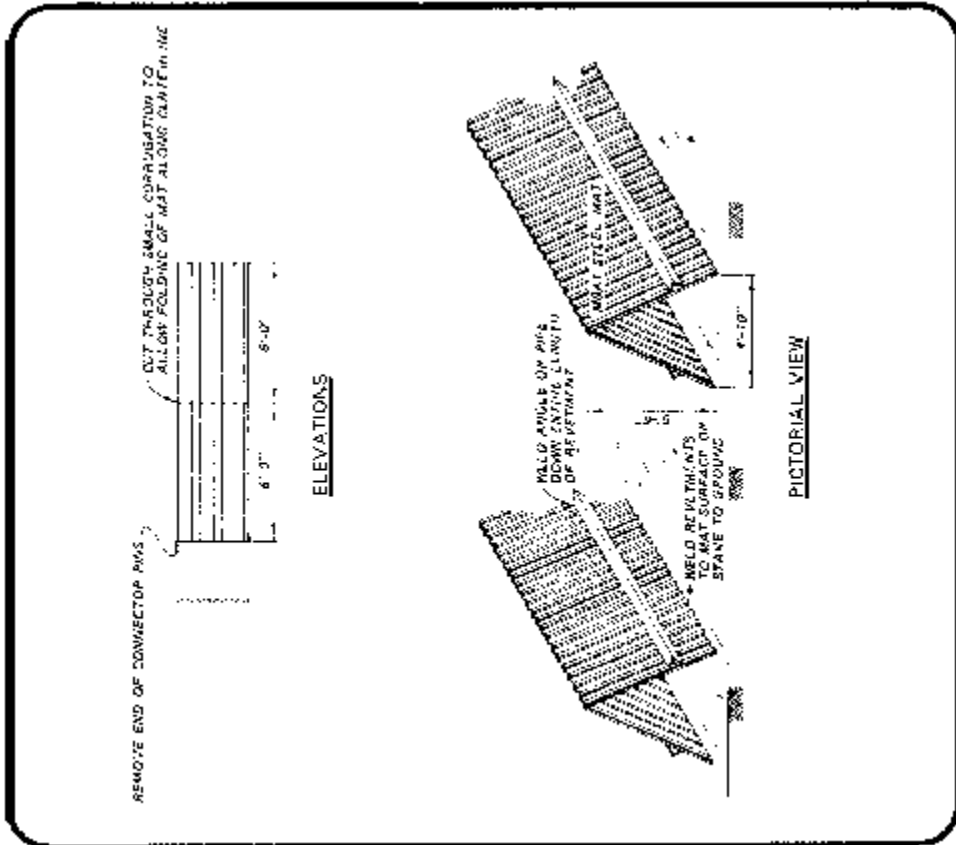 REMOVE END OF CONNECTOR PINS
CUT THROUGH SMALL CORRUGATION TO
ALLOW FOLDING OF MAT ALONG CENTERLINE
6'-0"
6'-0"
ELEVATIONS
WELD ANGLE OR PIPE
DOWN ENTIRE LENGTH
OF REVETMENT
M8A1 STEEL MAT
WELD REVETMENTS
TO MAT SURFACE OR
STAKE TO GROUND
4'-10"
PICTORIAL VIEW